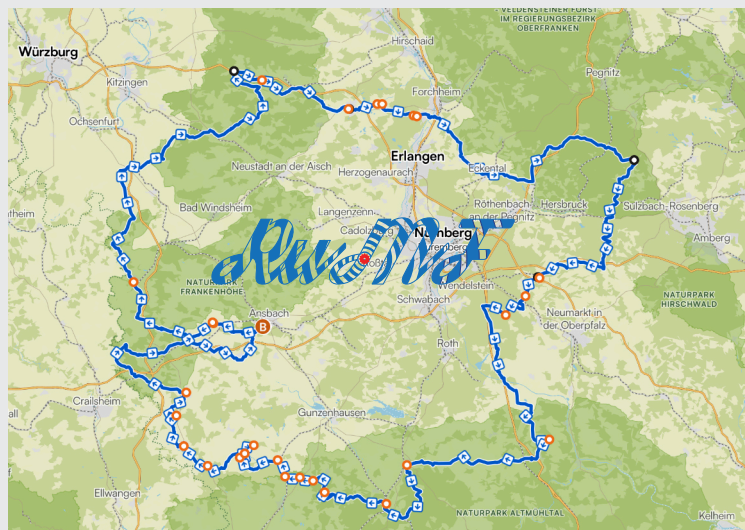 VELDENSTEINER FORST
IM REGIERUNGSBEZIRK
OBERFRANKEN
Hirschaid
Würzburg
Pegnitz
Kitzingen
Forchheim
Ochsenfurt
Erlangen
Neustadt an der Aisch
Herzogenaurach
Eckental
Bad Windsheim
Röthenbach
an der Pegnitz
Hersbruck
Sulzbach-Rosenberg
Langenzenn
Cadolzburg
Nürnberg
Amberg
Wendelstein
NATURPARK
FRANKENHÖHE
Schwabach
NATURPARK
HIRSCHWALD
Ansbach
B
Neumarkt in
der Oberpfalz
Roth
Crailsheim
Gunzenhausen
Ellwangen
NATURPARK ALTMÜHLTAL
Kelheim